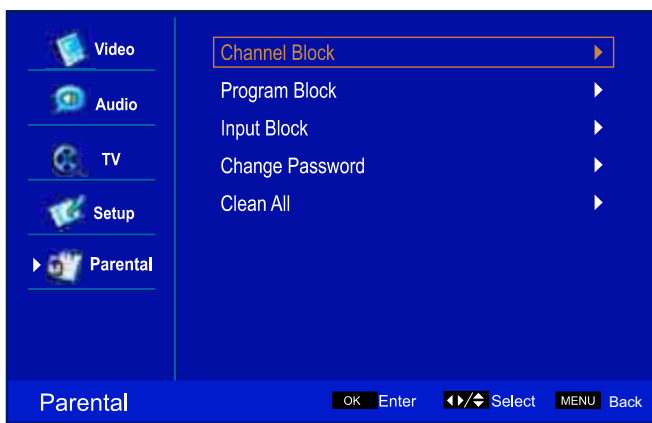 Video
Audio
TV
Setup
Parental
Channel Block
Program Block
Input Block
Change Password
Clean All
Parental
OK Enter Select MENU Back